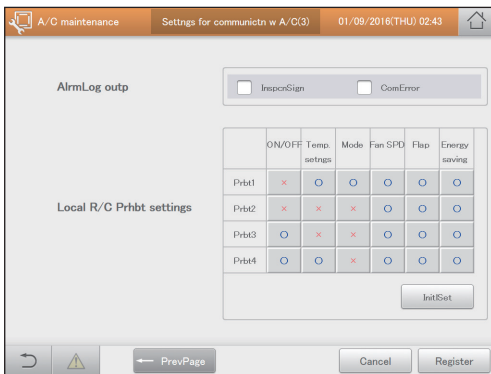 A/C maintenance Settngs for communictn w A/C(3) 01/09/2016(THU) 02:43
AlrmLog outp InspcnSign ComError
ON/OFF Temp. setngs Mode Fan SPD Flap Energy saving
Prbt1 × O O O O O
Local R/C Prhbt settings
Prbt2 × × × O O O
Prbt3 O × × O O O
Prbt4 O O × O O O
InitlSet
← PrevPage Cancel Register